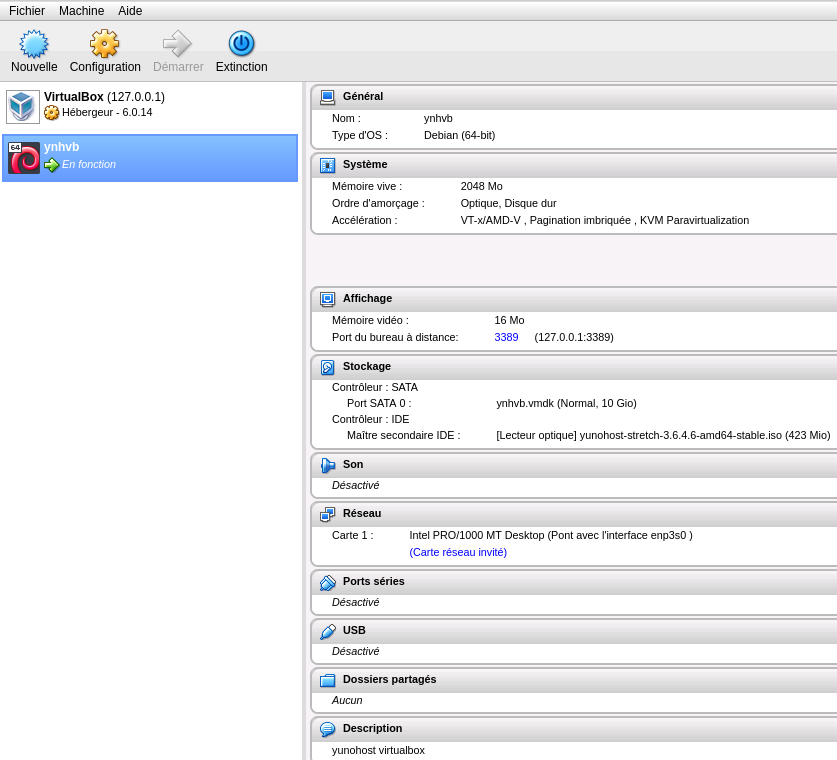 Fichier Machine Aide
Nouvelle Configuration Démarrer Extinction
VirtualBox (127.0.0.1)
Hébergeur - 6.0.14
64 ynhvb
En fonction
Général
Nom : ynhvb
Type d'OS : Debian (64-bit)
Système
Mémoire vive : 2048 Mo
Ordre d'amorçage : Optique, Disque dur
Accélération : VT-x/AMD-V , Pagination imbriquée , KVM Paravirtualization
Affichage
Mémoire vidéo : 16 Mo
Port du bureau à distance: 3389 (127.0.0.1:3389)
Stockage
Contrôleur : SATA
Port SATA 0 : ynhvb.vmdk (Normal, 10 Gio)
Contrôleur : IDE
Maître secondaire IDE : [Lecteur optique] yunohost-stretch-3.6.4.6-amd64-stable.iso (423 Mio)
Son
Désactivé
Réseau
Carte 1 : Intel PRO/1000 MT Desktop (Pont avec l'interface enp3s0 )
(Carte réseau invité)
Ports séries
Désactivé
USB
Désactivé
Dossiers partagés
Aucun
Description
yunohost virtualbox